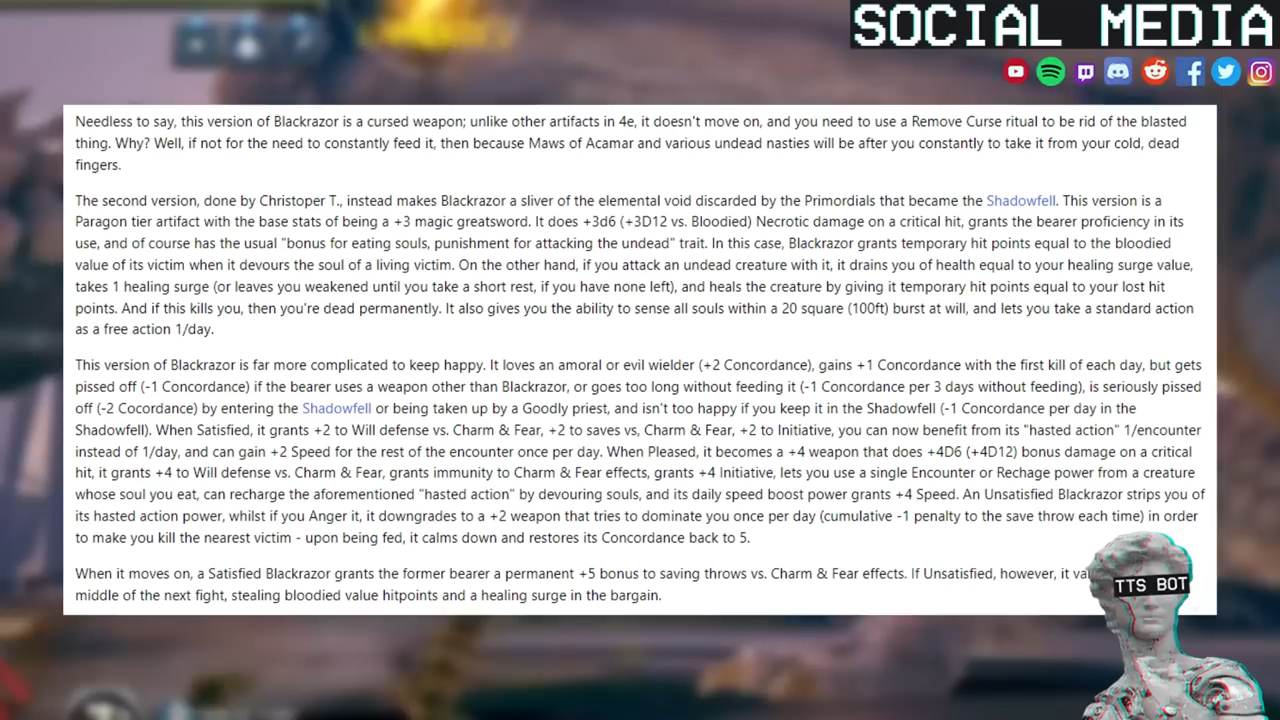 SOCIAL MEDIA
Needless to say, this version of Blackrazor is a cursed weapon; unlike other artifacts in 4e, it doesn't move on, and you need to use a Remove Curse ritual to be rid of the blasted
thing. Why? Well, if not for the need to constantly feed it, then because Maws of Acamar and various undead nasties will be after you constantly to take it from your cold, dead
fingers.
The second version, done by Christoper T., instead makes Blackrazor a sliver of the elemental void discarded by the Primordials that became the Shadowfell. This version is a
Paragon tier artifact with the base stats of being a +3 magic greatsword. It does +3d6 (+3D12 vs. Bloodied) Necrotic damage on a critical hit, grants the bearer proficiency in its
use, and of course has the usual "bonus for eating souls, punishment for attacking the undead" trait. In this case, Blackrazor grants temporary hit points equal to the bloodied
value of its victim when it devours the soul of a living victim. On the other hand, if you attack an undead creature with it, it drains you of health equal to your healing surge value,
takes 1 healing surge (or leaves you weakened until you take a short rest, if you have none left), and heals the creature by giving it temporary hit points equal to your lost hit
points. And if this kills you, then you're dead permanently. It also gives you the ability to sense all souls within a 20 square (100ft) burst at will, and lets you take a standard action
as a free action 1/day.
This version of Blackrazor is far more complicated to keep happy. It loves an amoral or evil wielder (+2 Concordance), gains +1 Concordance with the first kill of each day, but gets
pissed off (-1 Concordance) if the bearer uses a weapon other than Blackrazor, or goes too long without feeding it (-1 Concordance per 3 days without feeding), is seriously pissed
off (-2 Cocordance) by entering the Shadowfell or being taken up by a Goodly priest, and isn't too happy if you keep it in the Shadowfell (-1 Concordance per day in the
Shadowfell). When Satisfied, it grants +2 to Will defense vs. Charm & Fear, +2 to saves vs, Charm & Fear, +2 to Initiative, you can now benefit from its "hasted action" 1/encounter
instead of 1/day, and can gain +2 Speed for the rest of the encounter once per day. When Pleased, it becomes a +4 weapon that does +4D6 (+4D12) bonus damage on a critical
hit, it grants +4 to Will defense vs. Charm & Fear, grants immunity to Charm & Fear effects, grants +4 Initiative, lets you use a single Encounter or Rechage power from a creature
whose soul you eat, can recharge the aforementioned "hasted action" by devouring souls, and its daily speed boost power grants +4 Speed. An Unsatisfied Blackrazor strips you of
its hasted action power, whilst if you Anger it, it downgrades to a +2 weapon that tries to dominate you once per day (cumulative -1 penalty to the save throw each time) in order
to make you kill the nearest victim - upon being fed, it calms down and restores its Concordance back to 5.
When it moves on, a Satisfied Blackrazor grants the former bearer a permanent +5 bonus to saving throws vs. Charm & Fear effects. If Unsatisfied, however, it
middle of the next fight, stealing bloodied value hitpoints and a healing surge in the bargain.
TTS BOT